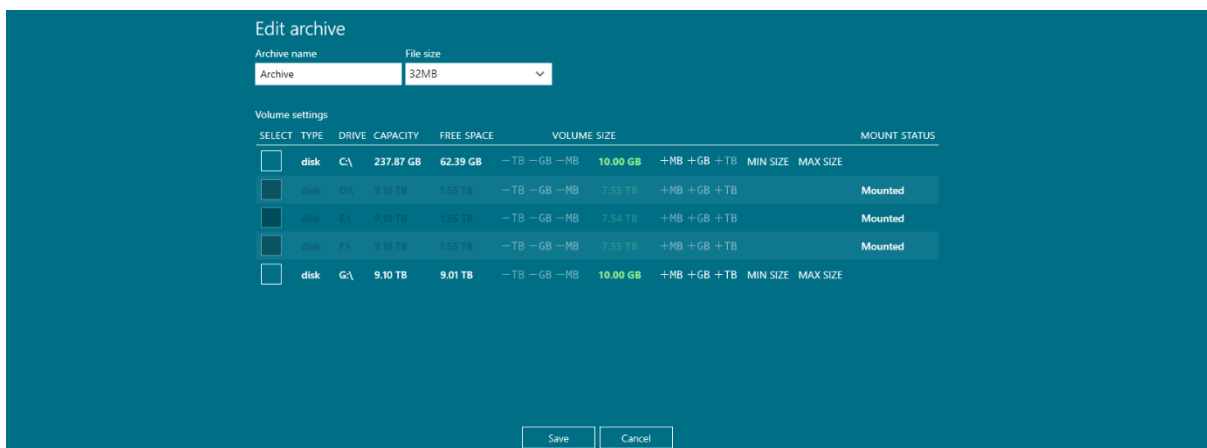 Edit archive
Archive name File size
Archive 32MB
Volume settings
SELECT TYPE DRIVE CAPACITY FREE SPACE VOLUME SIZE MOUNT STATUS
disk C:\ 237.87 GB 62.39 GB −TB −GB −MB 10.00 GB +MB +GB +TB MIN SIZE MAX SIZE
disk D:\ 9.10 TB 1.55 TB −TB −GB −MB 7.55 TB +MB +GB +TB Mounted
disk E:\ 9.10 TB 1.55 TB −TB −GB −MB 7.54 TB +MB +GB +TB Mounted
disk F:\ 9.10 TB 1.55 TB −TB −GB −MB 7.55 TB +MB +GB +TB Mounted
disk G:\ 9.10 TB 9.01 TB −TB −GB −MB 10.00 GB +MB +GB +TB MIN SIZE MAX SIZE
Save Cancel